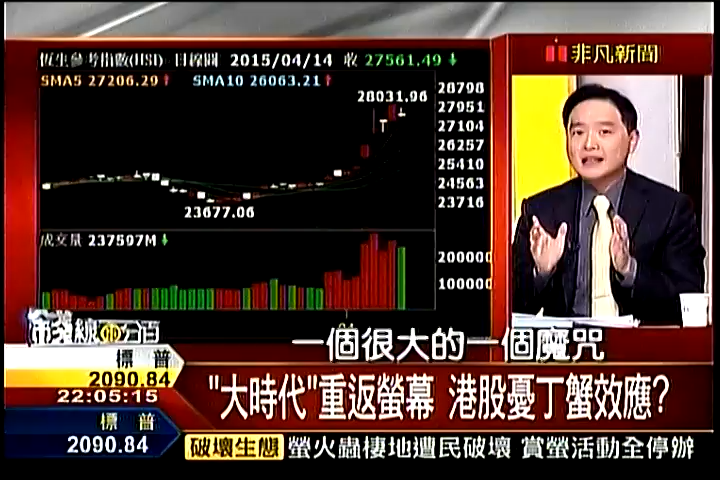 恆生參考指數(HSI) 日線圖 2015/04/14 收 27561.49↓
非凡新聞
SMA5 27206.29↑ SMA10 26063.21↑
28031.96
28798
27951
27104
26257
25410
24563
23716
23677.06
成交量 237597M↓
200000
100000
一個很大的一個魔咒
標普
2090.84
22:05:15
"大時代"重返螢幕 港股憂丁蟹效應?
標普
2090.84
破壞生態 螢火蟲棲地遭民破壞 賞螢活動全停辦